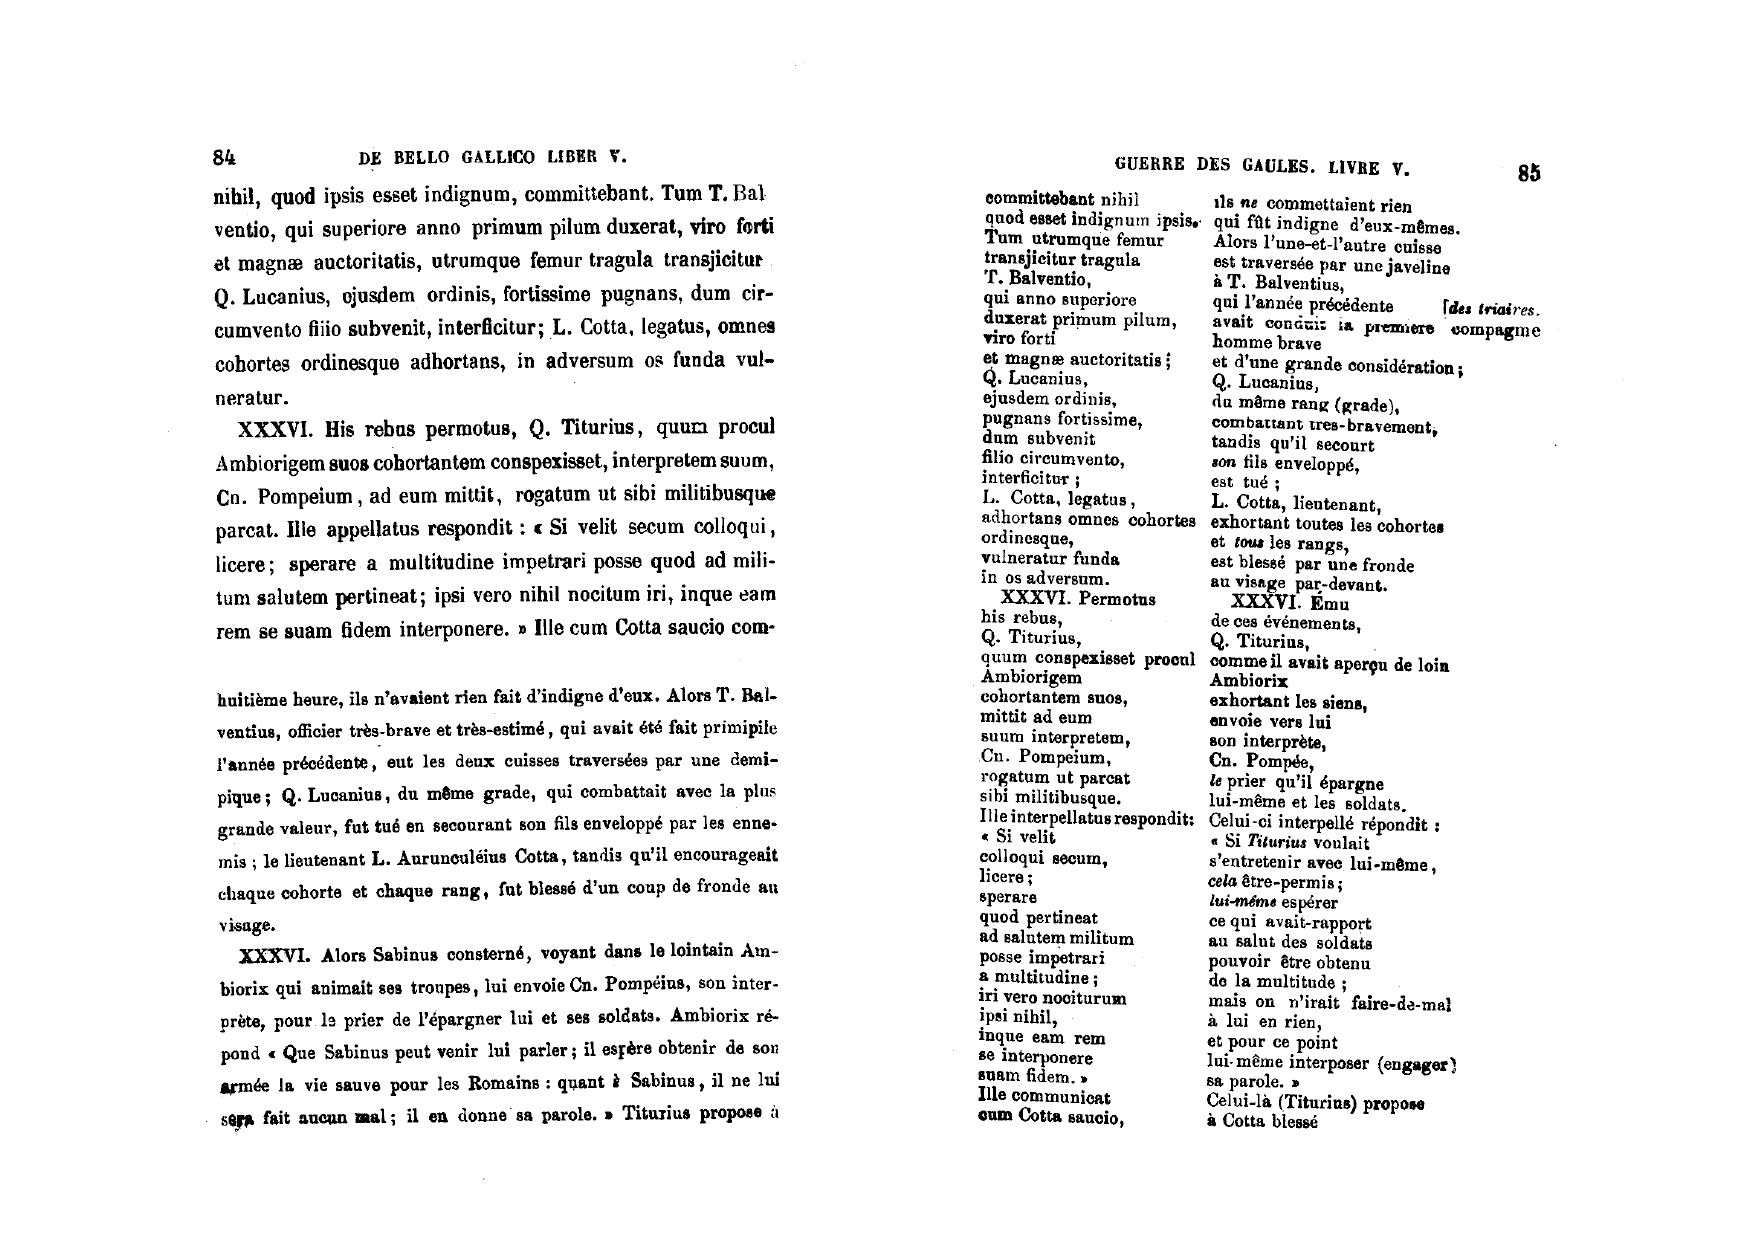 84 DE BELLO GALLICO LIBER V.
nihil, quod ipsis esset indignum, committebant. Tum T. Bal
ventio, qui superiore anno primum pilum duxerat, viro forti
et magnæ auctoritatis, utrumque femur tragula transjicitur
Q. Lucanius, ejusdem ordinis, fortissime pugnans, dum cir-
cumvento filio subvenit, interficitur; L. Cotta, legatus, omnes
cohortes ordinesque adhortans, in adversum os funda vul-
neratur.
XXXVI. His rebus permotus, Q. Titurius, quum procul
Ambiorigem suos cohortantem conspexisset, interpretem suum,
Cn. Pompeium, ad eum mittit, rogatum ut sibi militibusque
parcat. Ille appellatus respondit : « Si velit secum colloqui,
licere; sperare a multitudine impetrari posse quod ad mili-
tum salutem pertineat; ipsi vero nihil nocitum iri, inque eam
rem se suam fidem interponere. » Ille cum Cotta saucio com-
huitième heure, ils n'avaient rien fait d'indigne d'eux. Alors T. Bal-
ventius, officier très-brave et très-estimé, qui avait été fait primipile
l'année précédente, eut les deux cuisses traversées par une demi-
pique; Q. Lucanius, du même grade, qui combattait avec la plus
grande valeur, fut tué en secourant son fils enveloppé par les enne-
mis; le lieutenant L. Aurunculéius Cotta, tandis qu'il encourageait
chaque cohorte et chaque rang, fut blessé d'un coup de fronde au
visage.
XXXVI. Alors Sabinus consterné, voyant dans le lointain Am-
biorix qui animait ses troupes, lui envoie Cn. Pompéius, son inter-
prète, pour le prier de l'épargner lui et ses soldats. Ambiorix ré-
pond « Que Sabinus peut venir lui parler; il espère obtenir de son
armée la vie sauve pour les Romains : quant à Sabinus, il ne lui
sera fait aucun mal; il en donne sa parole. » Titurius propose à
GUERRE DES GAULES. LIVRE V. 85
committebant nihil
quod esset indignum ipsis.
Tum utrumque femur
transjicitur tragula
T. Balventio,
qui anno superiore
duxerat primum pilum,
viro forti
et magnæ auctoritatis;
Q. Lucanius,
ejusdem ordinis,
pugnans fortissime,
dum subvenit
filio circumvento,
interficitur;
L. Cotta, legatus,
adhortans omnes cohortes
ordinesque,
vulneratur funda
in os adversum.
XXXVI. Permotus
his rebus,
Q. Titurius,
quum conspexisset procul
Ambiorigem
cohortantem suos,
mittit ad eum
suum interpretem,
Cn. Pompeium,
rogatum ut parcat
sibi militibusque.
Ille interpellatus respondit:
« Si velit
colloqui secum,
licere;
sperare
quod pertineat
ad salutem militum
posse impetrari
a multitudine;
iri vero nociturum
ipsi nihil,
inque eam rem
se interponere
suam fidem. »
Ille communicat
cum Cotta saucio,
ils ne commettaient rien
qui fût indigne d'eux-mêmes.
Alors l'une-et-l'autre cuisse
est traversée par une javeline
à T. Balventius,
qui l'année précédente [des triaires.
avait conduit la première compagnie
homme brave
et d'une grande considération;
Q. Lucanius,
du même rang (grade),
combattant très-bravement,
tandis qu'il secourt
son fils enveloppé,
est tué;
L. Cotta, lieutenant,
exhortant toutes les cohortes
et tous les rangs,
est blessé par une fronde
au visage par-devant.
XXXVI. Ému
de ces événements,
Q. Titurius,
comme il avait aperçu de loin
Ambiorix
exhortant les siens,
envoie vers lui
son interprète,
Cn. Pompée,
le prier qu'il épargne
lui-même et les soldats.
Celui-ci interpellé répondit :
« Si Titurius voulait
s'entretenir avec lui-même,
cela être-permis;
lui-même espérer
ce qui avait-rapport
au salut des soldats
pouvoir être obtenu
de la multitude;
mais on n'irait faire-de-mal
à lui en rien,
et pour ce point
lui-même interposer (engager)
sa parole. »
Celui-là (Titurius) propose
à Cotta blessé